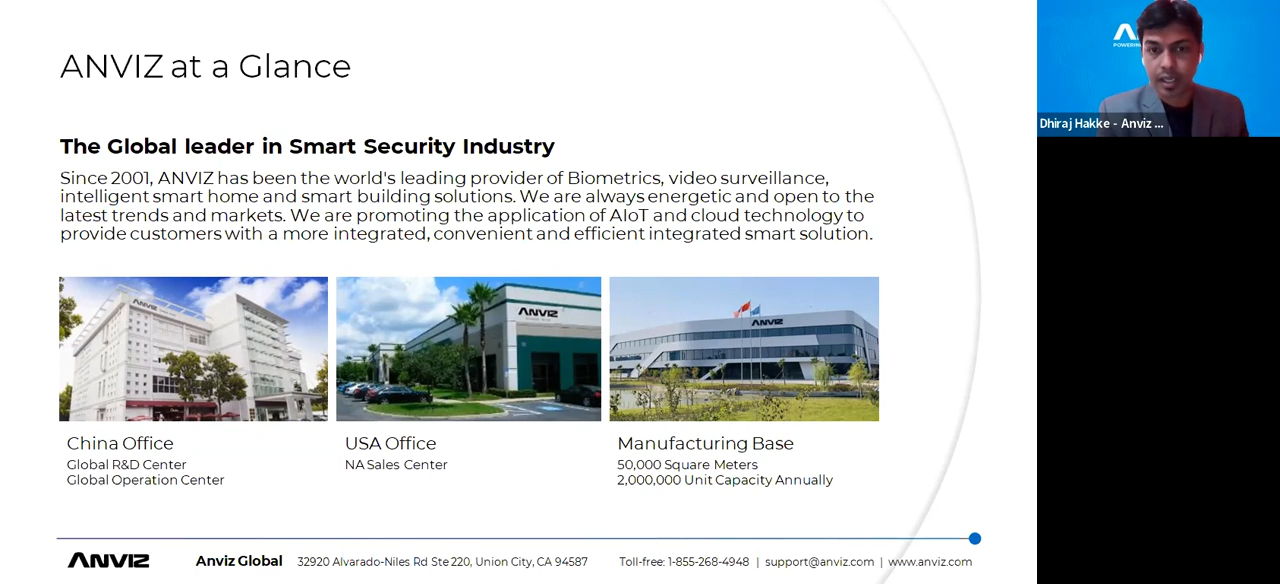 ANVIZ at a Glance
The Global leader in Smart Security Industry
Since 2001, ANVIZ has been the world's leading provider of Biometrics, video surveillance,
intelligent smart home and smart building solutions. We are always energetic and open to the
latest trends and markets. We are promoting the application of AIoT and cloud technology to
provide customers with a more integrated, convenient and efficient integrated smart solution.
ANVIZ
ANVIZ
ANVIZ
China Office
Global R&D Center
Global Operation Center
USA Office
NA Sales Center
Manufacturing Base
50,000 Square Meters
2,000,000 Unit Capacity Annually
ANVIZ
Anviz Global
32920 Alvarado-Niles Rd Ste 220, Union City, CA 94587
Toll-free: 1-855-268-4948 | support@anviz.com | www.anviz.com
Dhiraj Hakke - Anviz ...